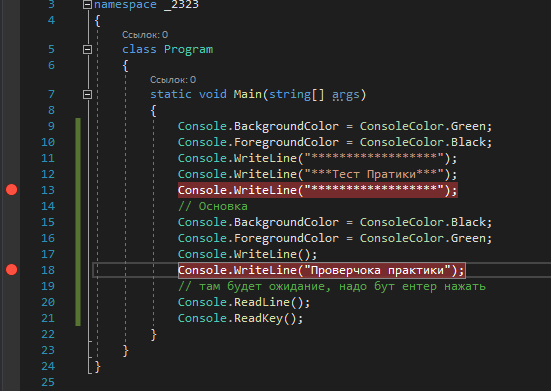 3 namespace _2323
4 {
Ссылок: 0
5 class Program
6 {
Ссылок: 0
7 static void Main(string[] args)
8 {
9 Console.BackgroundColor = ConsoleColor.Green;
10 Console.ForegroundColor = ConsoleColor.Black;
11 Console.WriteLine("******************");
12 Console.WriteLine("***Тест Пратики***");
13 Console.WriteLine("******************");
14 // Основка
15 Console.BackgroundColor = ConsoleColor.Black;
16 Console.ForegroundColor = ConsoleColor.Green;
17 Console.WriteLine();
18 Console.WriteLine("Проверчока практики");
19 // там будет ожидание, надо бут ентер нажать
20 Console.ReadLine();
21 Console.ReadKey();
22 }
23 }
24 }
25